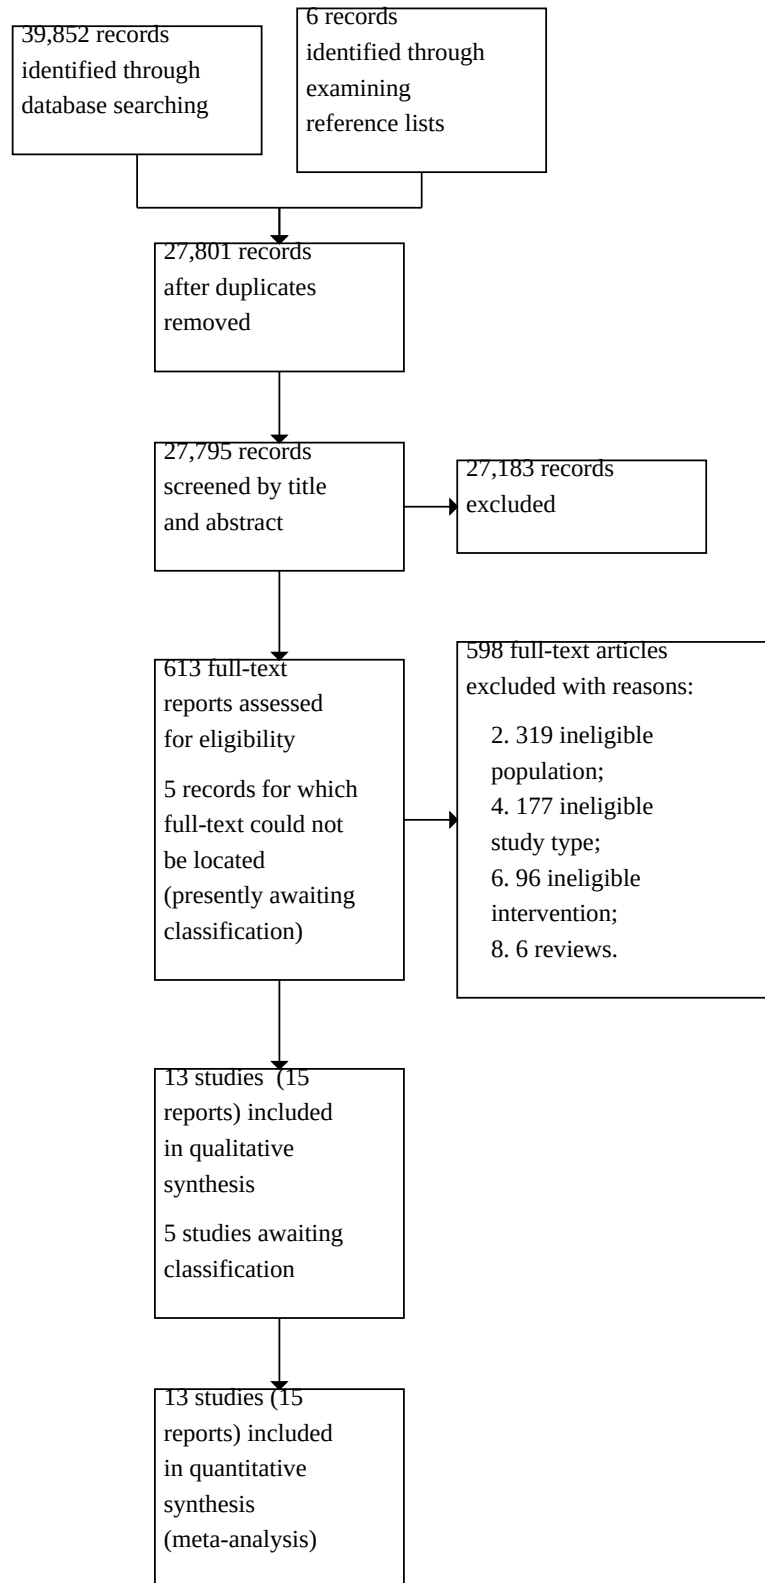 39,852 records
identified through
database searching
6 records
identified through
examining
reference lists
27,801 records
after duplicates
removed
27,795 records
screened by title
and abstract
27,183 records
excluded
613 full-text
reports assessed
for eligibility
5 records for which
full-text could not
be located
(presently awaiting
classification)
598 full-text articles
excluded with reasons:
2. 319 ineligible
population;
4. 177 ineligible
study type;
6. 96 ineligible
intervention;
8. 6 reviews.
13 studies (15
reports) included
in qualitative
synthesis
5 studies awaiting
classification
13 studies (15
reports) included
in quantitative
synthesis
(meta-analysis)